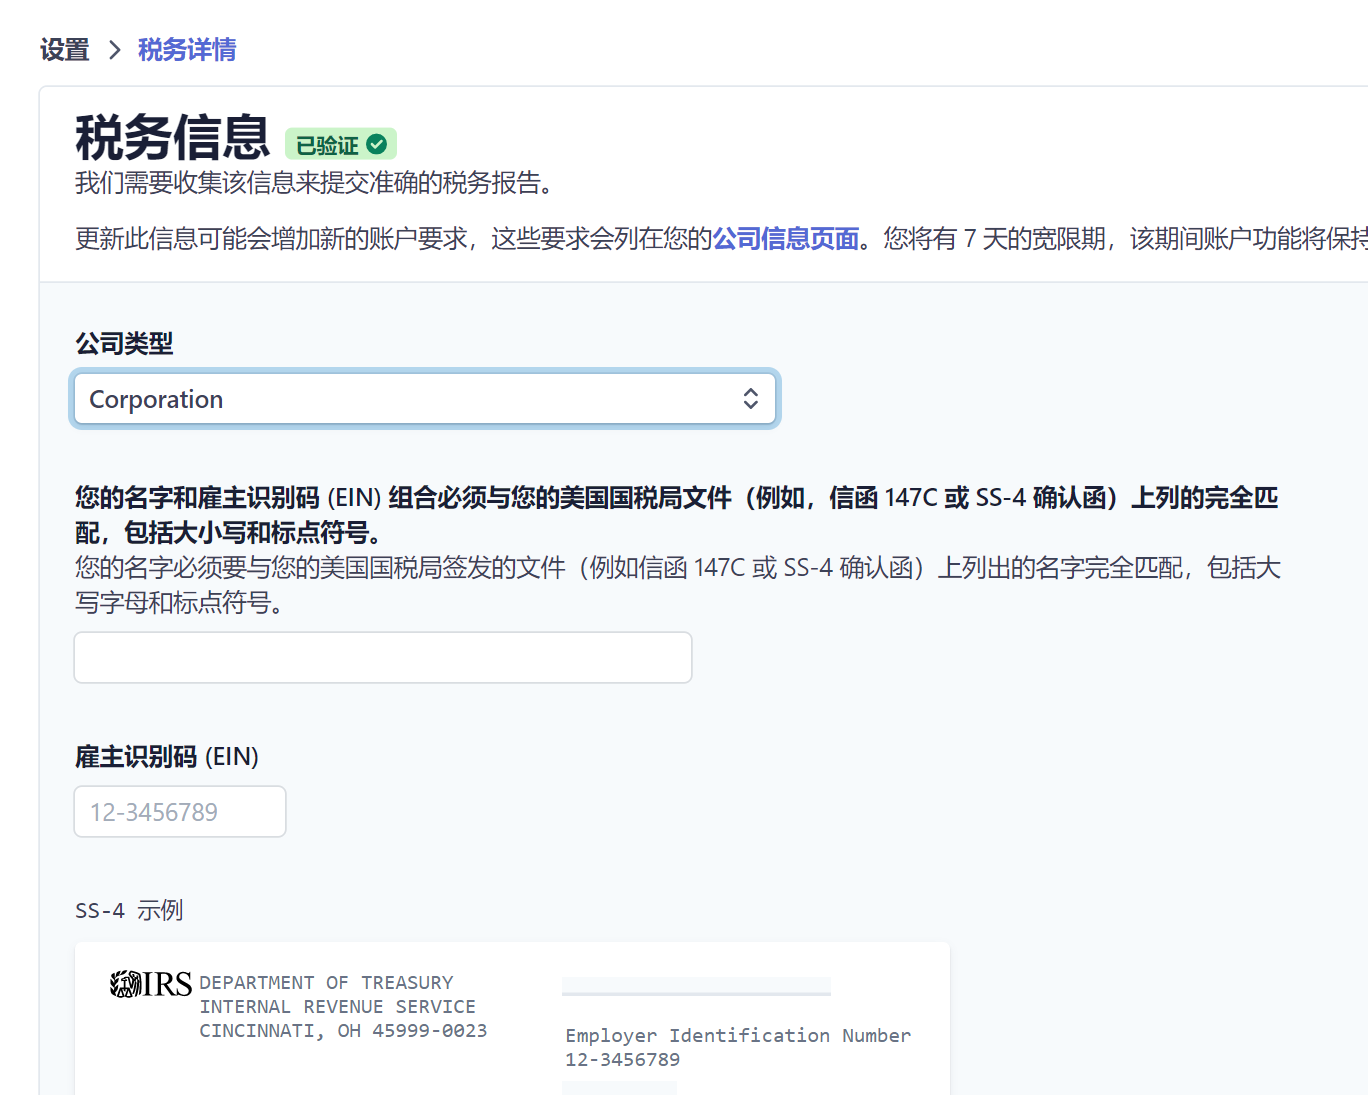 设置 > 税务详情
税务信息 已验证
我们需要收集该信息来提交准确的税务报告。
更新此信息可能会增加新的账户要求，这些要求会列在您的公司信息页面。您将有 7 天的宽限期，该期间账户功能将保持
公司类型
Corporation
您的名字和雇主识别码 (EIN) 组合必须与您的美国国税局文件（例如，信函 147C 或 SS-4 确认函）上列的完全匹
配，包括大小写和标点符号。
您的名字必须要与您的美国国税局签发的文件（例如信函 147C 或 SS-4 确认函）上列出的名字完全匹配，包括大
写字母和标点符号。
雇主识别码 (EIN)
12-3456789
SS-4 示例
IRS DEPARTMENT OF TREASURY
INTERNAL REVENUE SERVICE
CINCINNATI, OH 45999-0023
Employer Identification Number
12-3456789